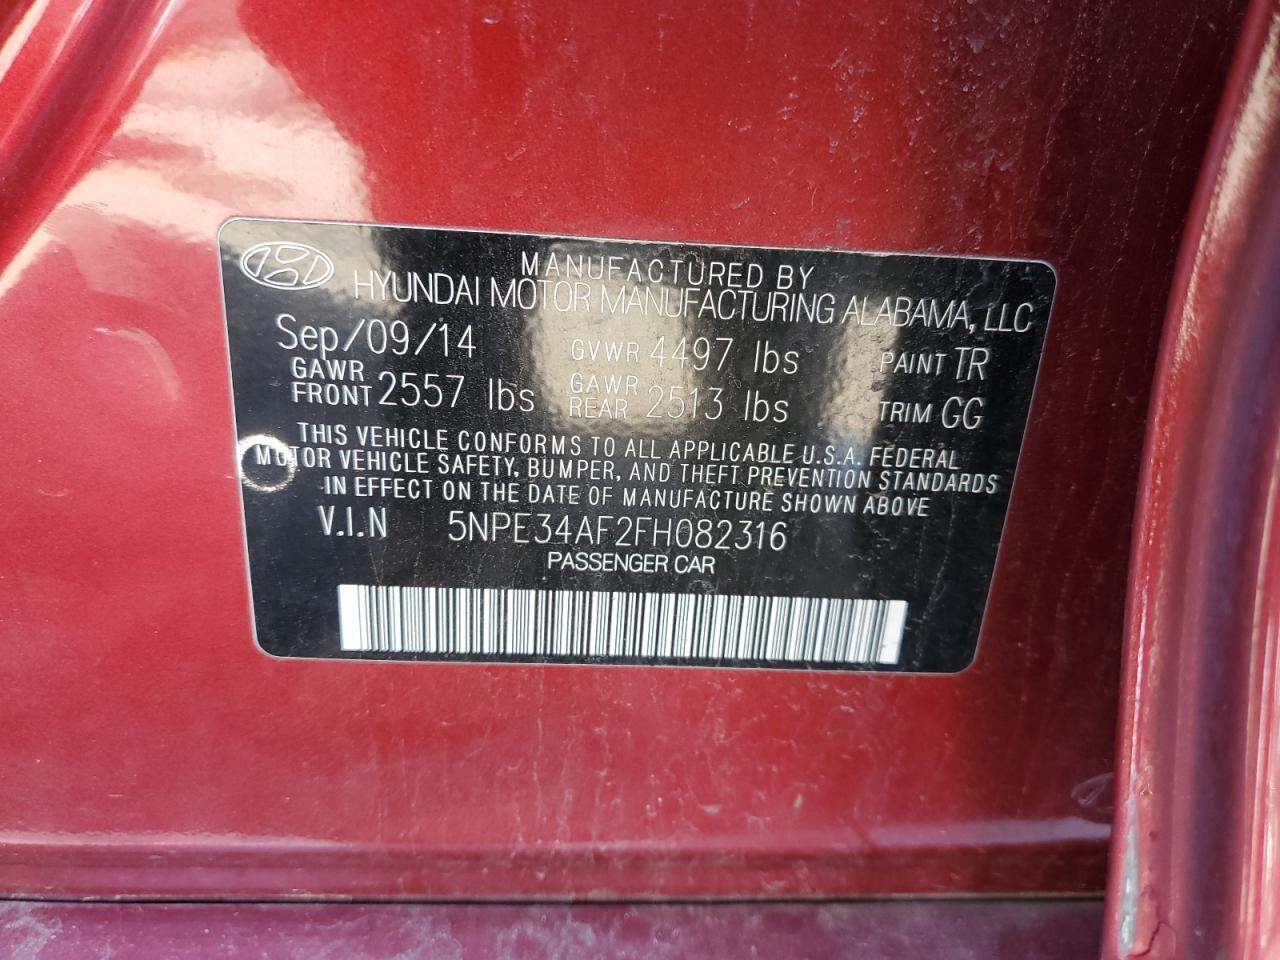 MANUFACTURED BY
HYUNDAI MOTOR MANUFACTURING ALABAMA, LLC
Sep/09/14 GVWR 4497 lbs PAINT TR
GAWR FRONT 2557 lbs GAWR REAR 2513 lbs TRIM GG
THIS VEHICLE CONFORMS TO ALL APPLICABLE U.S.A. FEDERAL
MOTOR VEHICLE SAFETY, BUMPER, AND THEFT PREVENTION STANDARDS
IN EFFECT ON THE DATE OF MANUFACTURE SHOWN ABOVE
V.I.N 5NPE34AF2FH082316
PASSENGER CAR